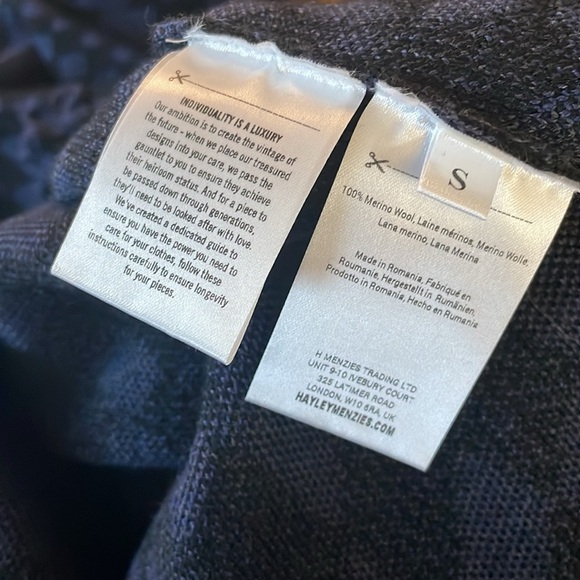 INDIVIDUALITY IS A LUXURY
Our ambition is to create the vintage of
the future - when we place our treasured
designs into your care, we pass the
gauntlet to you to ensure they achieve
their heirloom status. And for a piece to
be passed down through generations,
they'll need to be looked after with love.
We've created a dedicated guide to
ensure you have the power you need to
care for your clothes, follow these
instructions carefully to ensure longevity
for your pieces.
S
100% Merino Wool, Laine mérinos, Merino Wolle,
Lana merino, Lana Merina
Made in Romania, Fabriqué en
Roumanie, Hergestellt in Rumänien,
Prodotto in Romania, Hecho en Rumania
H MENZIES TRADING LTD
UNIT 9-10 IVEBURY COURT
325 LATIMER ROAD
LONDON, W10 6RA, UK
HAYLEYMENZIES.COM